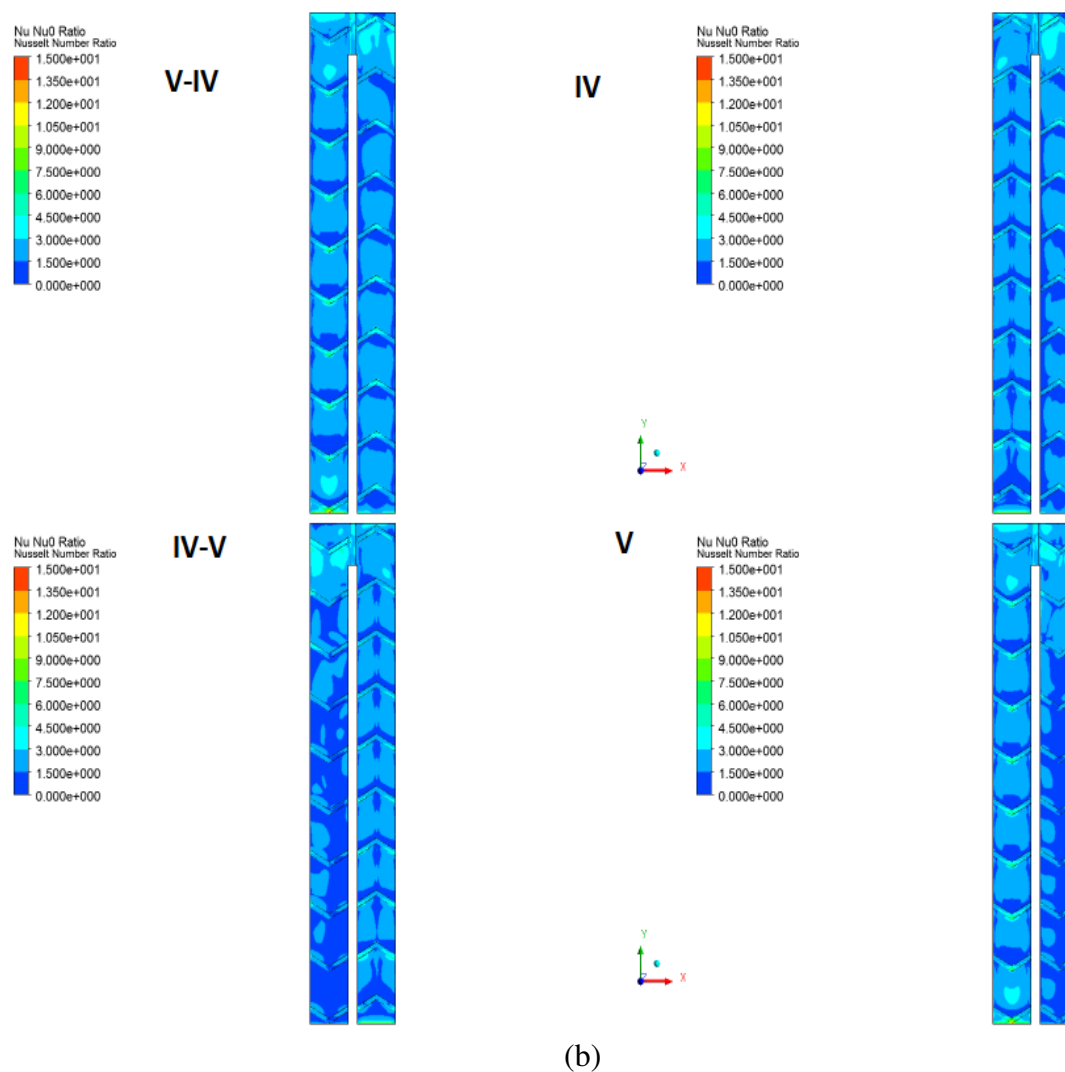 Nu Nu0 Ratio
Nusselt Number Ratio
1.500e+001
1.350e+001
1.200e+001
1.050e+001
9.000e+000
7.500e+000
6.000e+000
4.500e+000
3.000e+000
1.500e+000
0.000e+000
V-IV
IV
Nu Nu0 Ratio
Nusselt Number Ratio
1.500e+001
1.350e+001
1.200e+001
1.050e+001
9.000e+000
7.500e+000
6.000e+000
4.500e+000
3.000e+000
1.500e+000
0.000e+000
Y
Z
X
Nu Nu0 Ratio
Nusselt Number Ratio
1.500e+001
1.350e+001
1.200e+001
1.050e+001
9.000e+000
7.500e+000
6.000e+000
4.500e+000
3.000e+000
1.500e+000
0.000e+000
IV-V
V
Nu Nu0 Ratio
Nusselt Number Ratio
1.500e+001
1.350e+001
1.200e+001
1.050e+001
9.000e+000
7.500e+000
6.000e+000
4.500e+000
3.000e+000
1.500e+000
0.000e+000
Y
Z
X
(b)